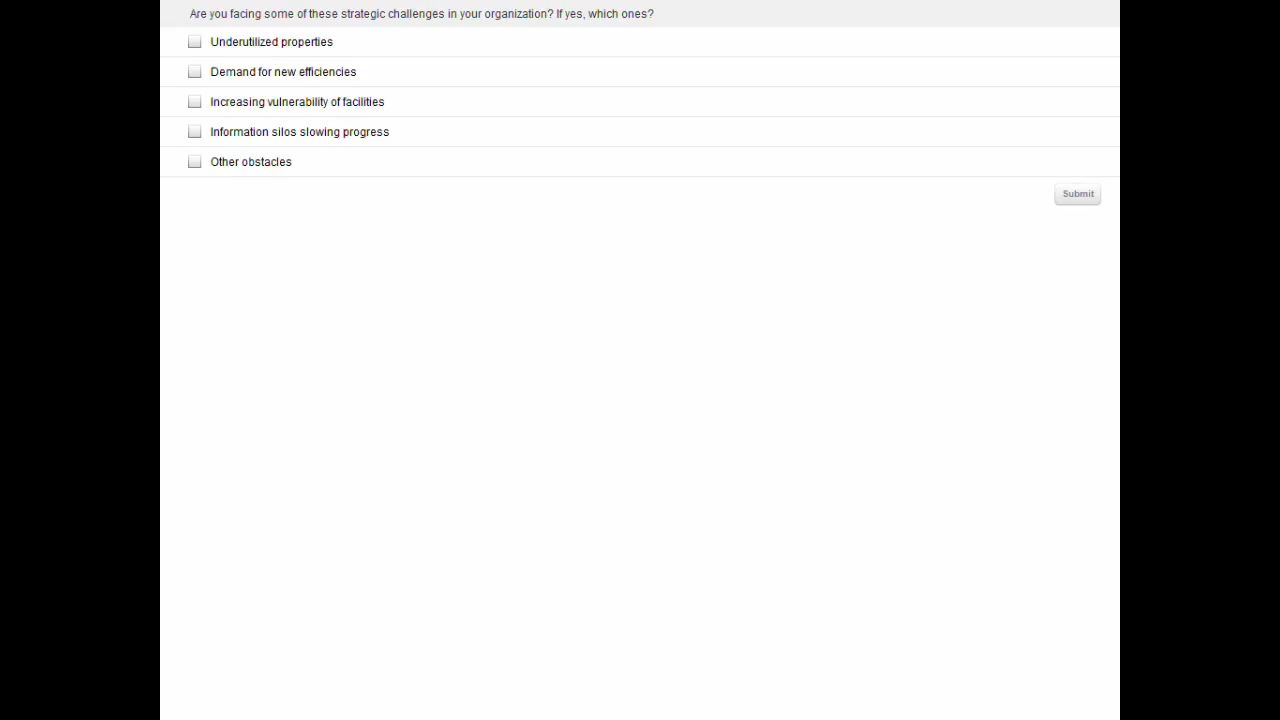 Are you facing some of these strategic challenges in your organization? If yes, which ones?
Underutilized properties
Demand for new efficiencies
Increasing vulnerability of facilities
Information silos slowing progress
Other obstacles
Submit